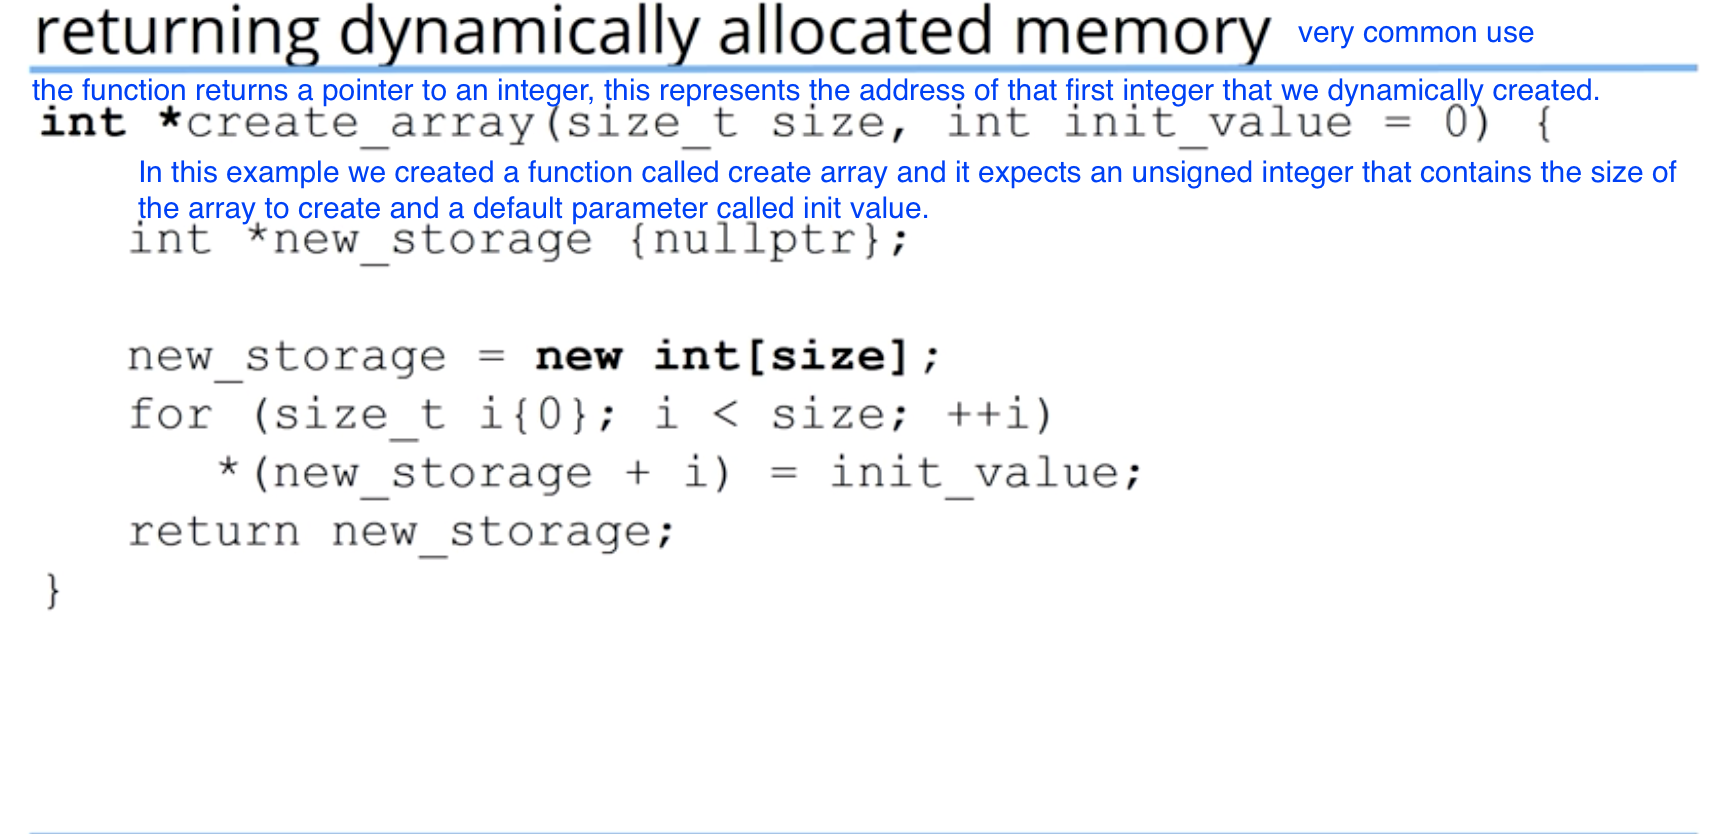 returning dynamically allocated memory very common use
the function returns a pointer to an integer, this represents the address of that first integer that we dynamically created.
int *create_array(size_t size, int init_value = 0) {
In this example we created a function called create array and it expects an unsigned integer that contains the size of
the array to create and a default parameter called init value.
int *new_storage {nullptr};
new_storage = new int[size];
for (size_t i{0}; i < size; ++i)
*(new_storage + i) = init_value;
return new_storage;
}